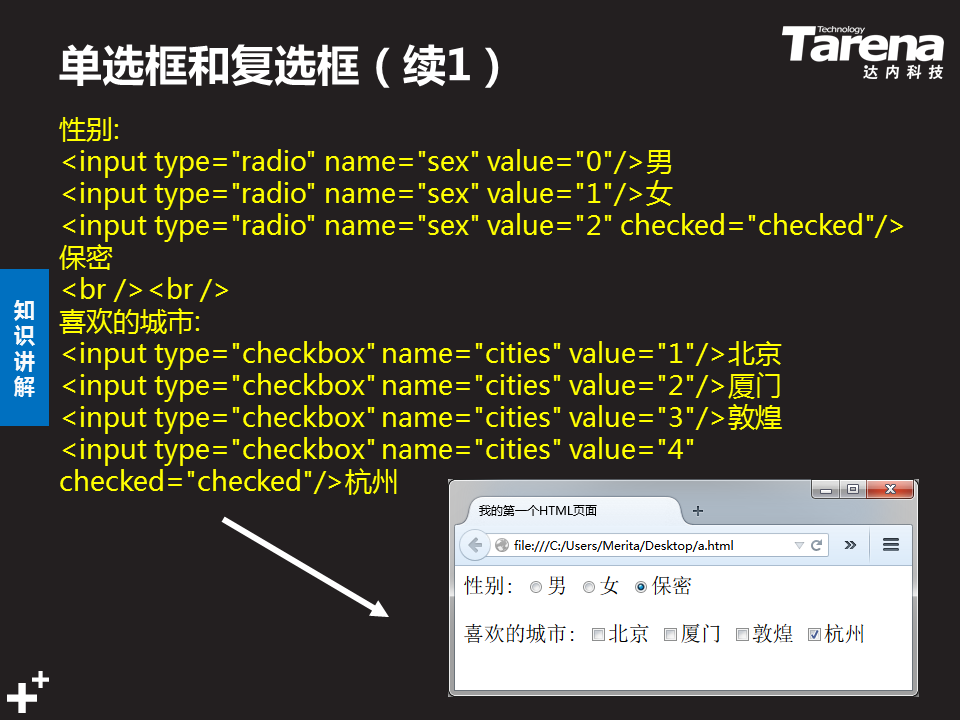 单选框和复选框（续1）
Technology
Tarena
达内科技
性别:
<input type="radio" name="sex" value="0"/>男
<input type="radio" name="sex" value="1"/>女
<input type="radio" name="sex" value="2" checked="checked"/>
保密
<br /><br />
喜欢的城市:
<input type="checkbox" name="cities" value="1"/>北京
<input type="checkbox" name="cities" value="2"/>厦门
<input type="checkbox" name="cities" value="3"/>敦煌
<input type="checkbox" name="cities" value="4"
checked="checked"/>杭州
知识讲解
我的第一个HTML页面
file:///C:/Users/Merita/Desktop/a.html
性别： 男 女 保密
喜欢的城市： 北京 厦门 敦煌 杭州